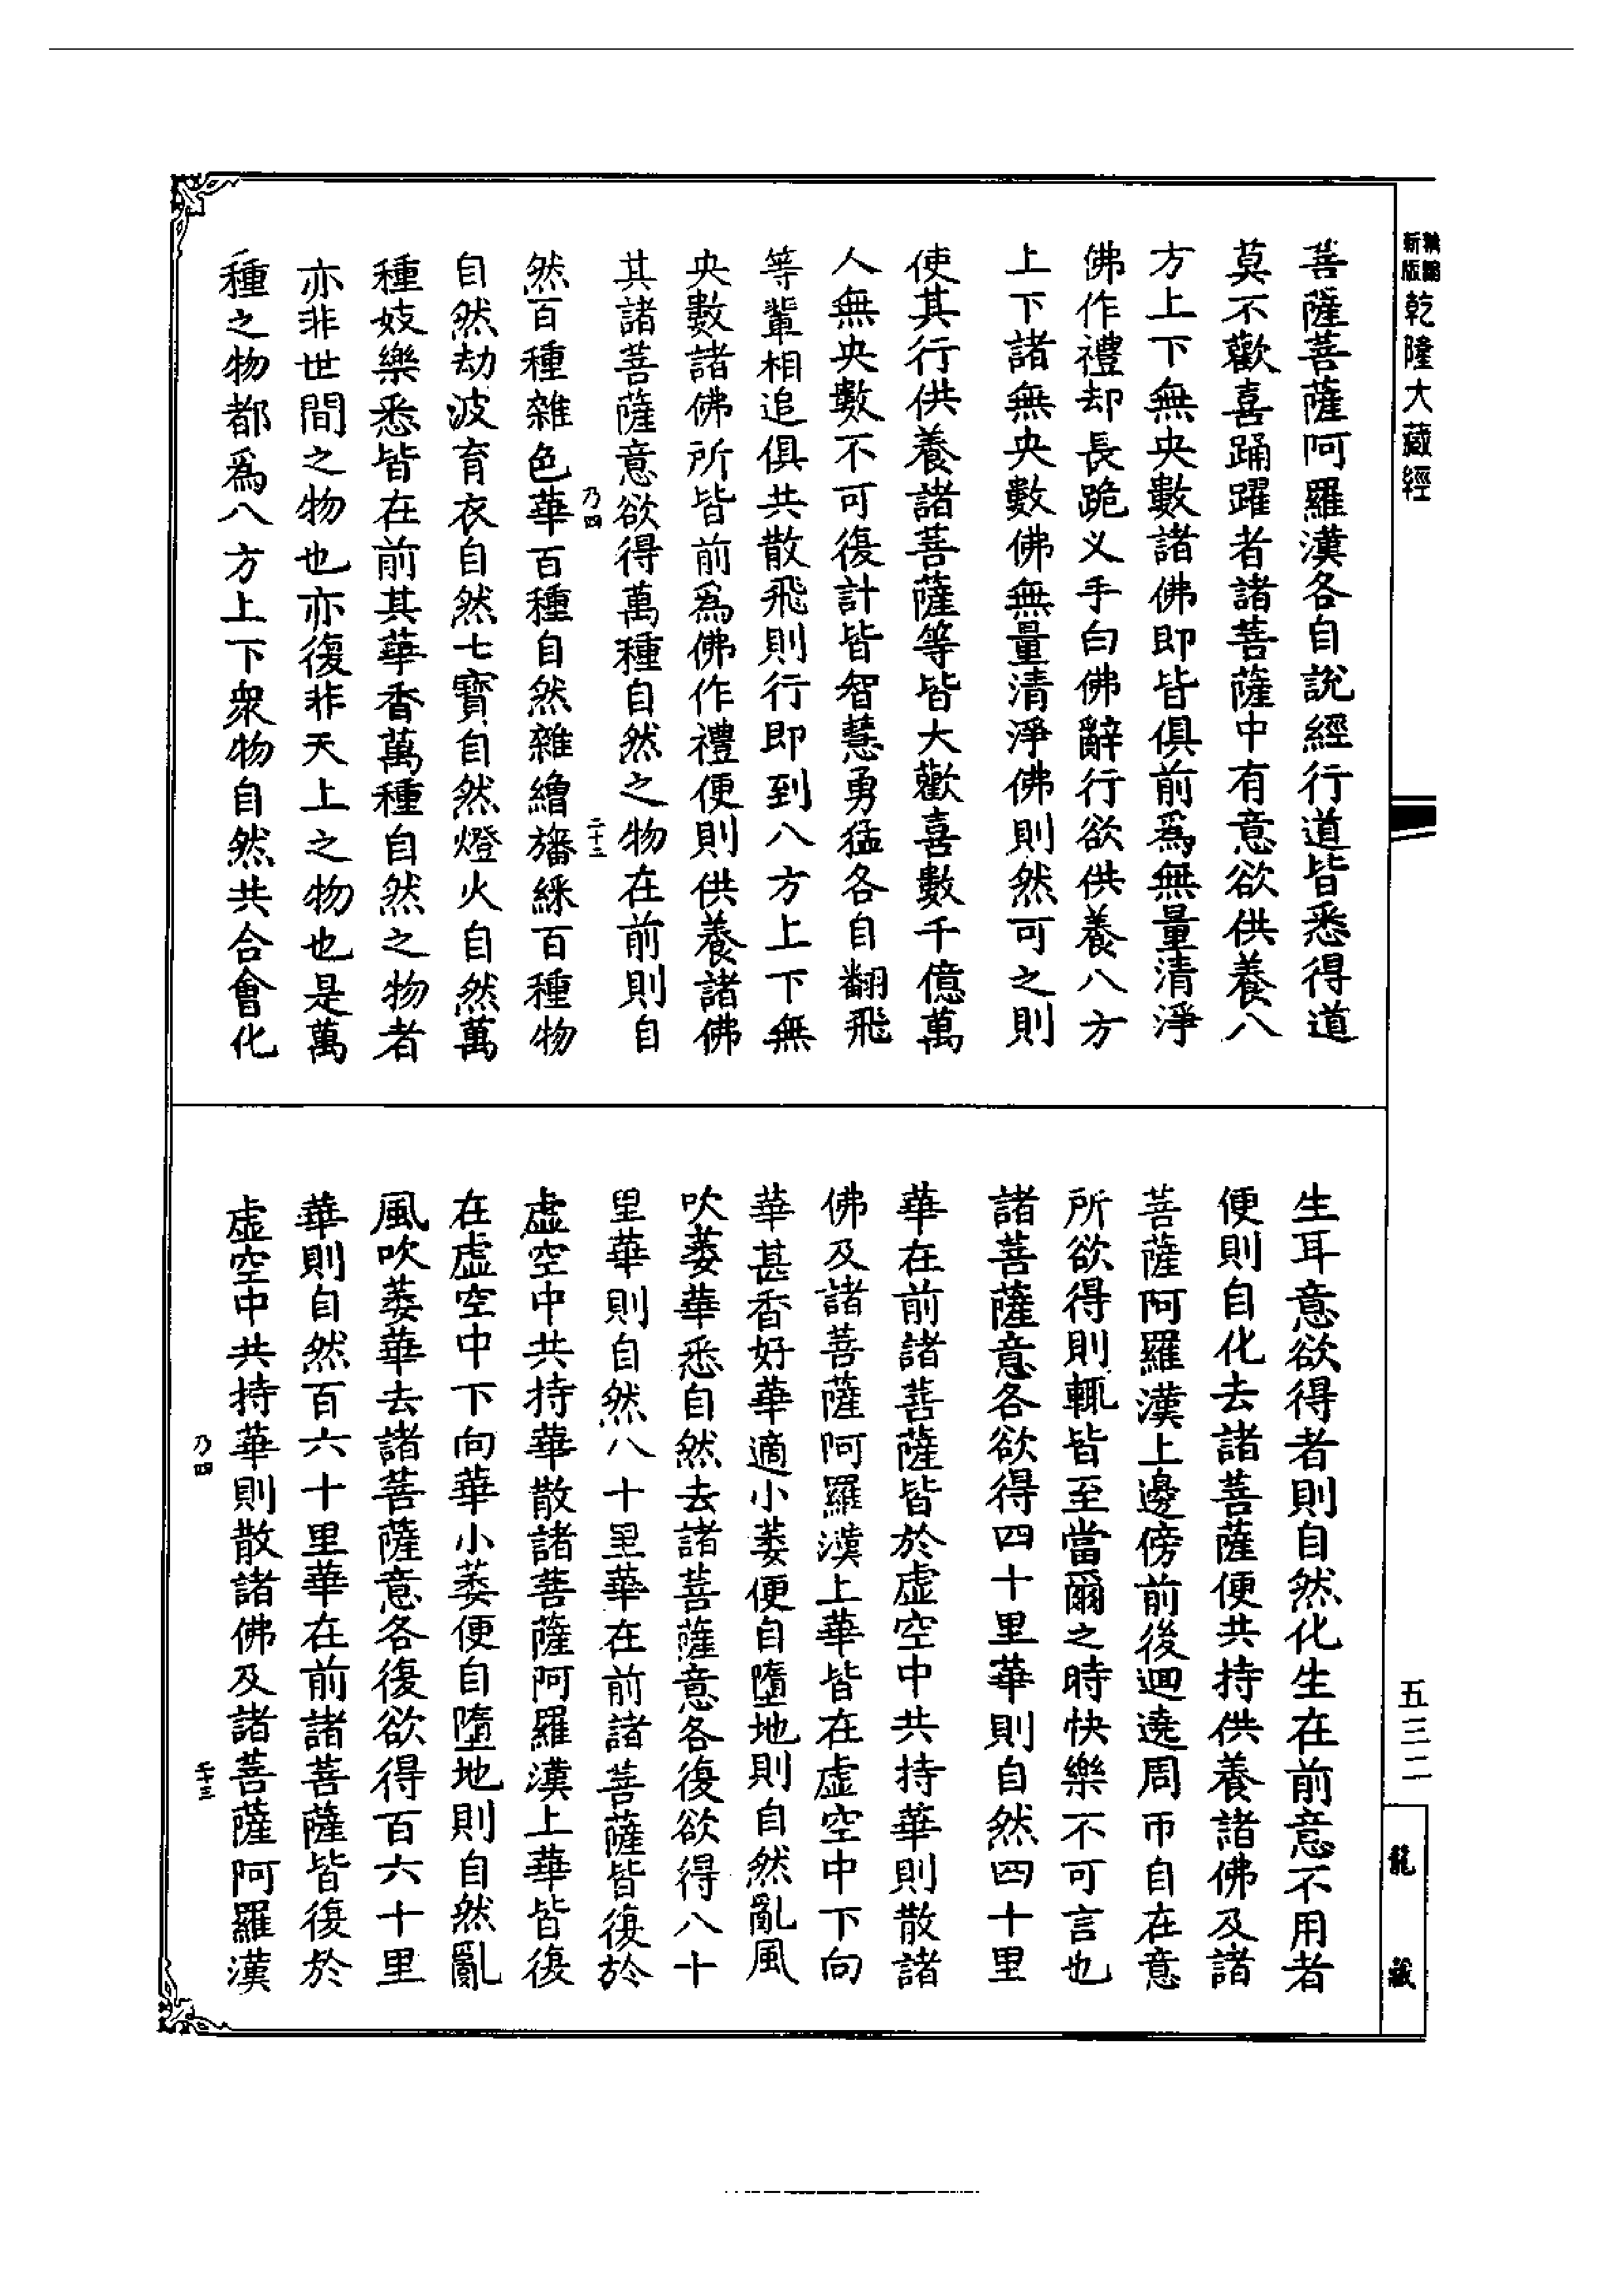 新版
乾隆大藏經
菩薩菩薩阿羅漢各自說經行道皆悉得道
莫不歡喜踊躍者諸菩薩中有意欲供養八
方上下無央數諸佛即皆俱前爲無量清淨
佛作禮却長跪义手白佛辭行欲供養八方
上下諸無央數佛無量清淨佛則然可之則
使其行供養諸菩薩等皆大歡喜數千億萬
人無央數不可復計皆智慧勇猛各自翻飛
等輩相追俱共散飛則行即到八方上下無
央數諸佛所皆前爲佛作禮便則供養諸佛
其諸菩薩意欲得萬種自然之物在前則自
乃四
二十二
然百種雜色華百種自然雜繒旛綵百種物
自然劫波育衣自然七寶自然燈火自然萬
種妓樂悉皆在前其華香萬種自然之物者
亦非世間之物也亦復非天上之物也是萬
種之物都爲八方上下衆物自然共合會化
生耳意欲得者則自然化生在前意不用者
便則自化去諸菩薩便共持供養諸佛及諸
菩薩阿羅漢上邊傍前後迴遶周帀自在意
所欲得則輒皆至當爾之時快樂不可言也
諸菩薩意各欲得四十里華則自然四十里
華在前諸菩薩皆於虛空中共持華則散諸
佛及諸菩薩阿羅漢上華皆在虛空中下向
華甚香好華適小萎便自墮地則自然亂風
吹萎華悉自然去諸菩薩意各復欲得八十
里華則自然八十里華在前諸菩薩皆復於
虛空中共持華散諸菩薩阿羅漢上華皆復
在虛空中下向華小萎便自墮地則自然亂
風吹萎華去諸菩薩意各復欲得百六十里
華則自然百六十里華在前諸菩薩皆復於
虛空中共持華則散諸佛及諸菩薩阿羅漢
乃四
二十三
五三二
龍藏